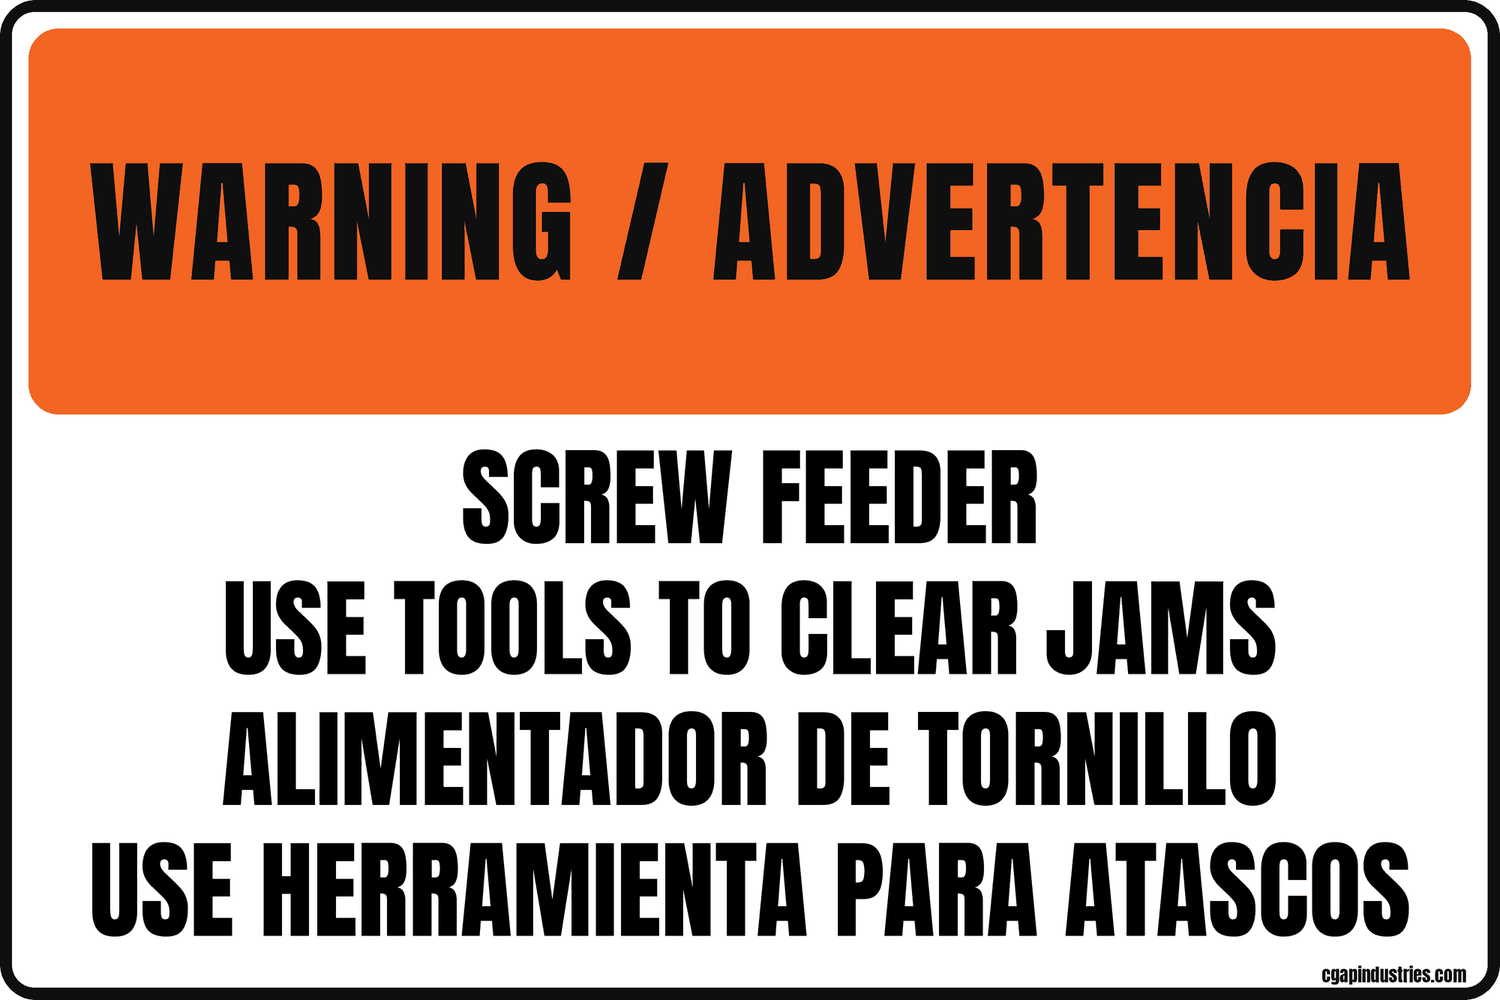 WARNING / ADVERTENCIA
SCREW FEEDER
USE TOOLS TO CLEAR JAMS
ALIMENTADOR DE TORNILLO
USE HERRAMIENTA PARA ATASCOS
cgapindustries.com